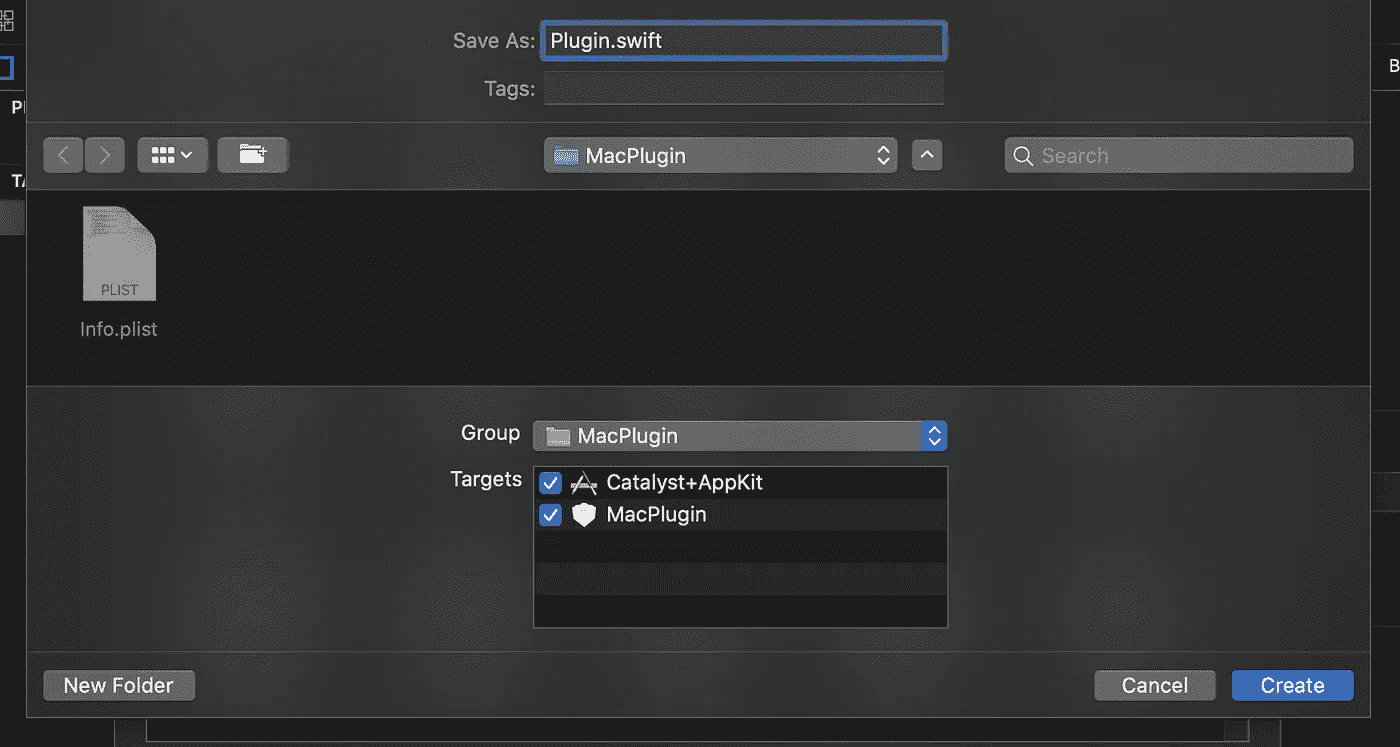 Save As: Plugin.swift
Tags:
MacPlugin
Search
B
PLIST
Info.plist
Group MacPlugin
Targets Catalyst+AppKit
MacPlugin
New Folder Cancel Create